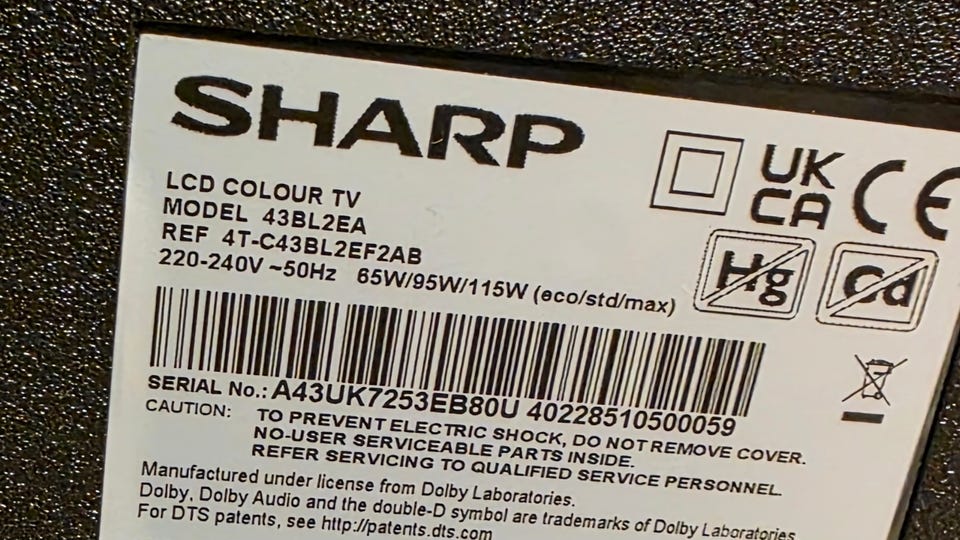 SHARP
UK
CA
CE
LCD COLOUR TV
MODEL 43BL2EA
REF 4T-C43BL2EF2AB
220-240V ~50Hz 65W/95W/115W (eco/std/max)
Hg
Cd
SERIAL No.: A43UK7253EB80U 40228510500059
CAUTION: TO PREVENT ELECTRIC SHOCK, DO NOT REMOVE COVER.
NO-USER SERVICEABLE PARTS INSIDE.
REFER SERVICING TO QUALIFIED SERVICE PERSONNEL.
Manufactured under license from Dolby Laboratories.
Dolby, Dolby Audio and the double-D symbol are trademarks of Dolby Laboratories
For DTS patents, see http://patents.dts.com